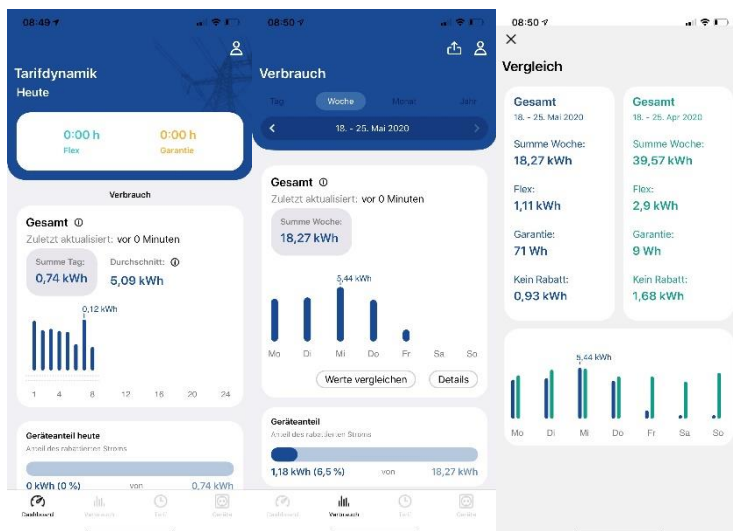 08:49
Tarifdynamik
Heute
0:00 h
0:00 h
Flex
Garantie
Verbrauch
Gesamt
Zuletzt aktualisiert: vor 0 Minuten
Summe Tag:
Durchschnitt:
0,74 kWh
5,09 kWh
0,12 kWh
1 4 8 12 16 20 24
Geräteanteil heute
Anteil des rabattierten Stroms
0 kWh (0 %) von 0,74 kWh
Dashboard Verbrauch Tarif Geräte
08:50
Verbrauch
Tag Woche Monat Jahr
18. - 25. Mai 2020
Gesamt
Zuletzt aktualisiert: vor 0 Minuten
Summe Woche:
18,27 kWh
5,44 kWh
Mo Di Mi Do Fr Sa So
Werte vergleichen Details
Geräteanteil
Anteil des rabattierten Stroms
1,18 kWh (6,5 %) von 18,27 kWh
Dashboard Verbrauch Tarif Geräte
08:50
Vergleich
Gesamt
18. - 25. Mai 2020
Summe Woche:
18,27 kWh
Flex:
1,11 kWh
Garantie:
71 Wh
Kein Rabatt:
0,93 kWh
Gesamt
18. - 25. Apr 2020
Summe Woche:
39,57 kWh
Flex:
2,9 kWh
Garantie:
9 Wh
Kein Rabatt:
1,68 kWh
5,44 kWh
Mo Di Mi Do Fr Sa So